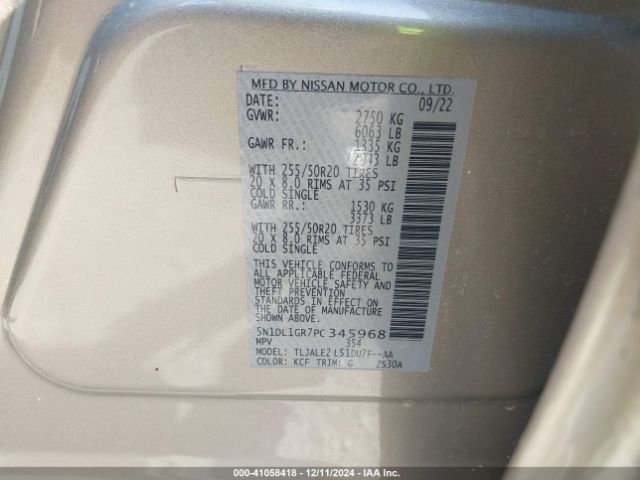 MFD BY NISSAN MOTOR CO., LTD.
DATE: 09/22
GVWR: 2750 KG
6063 LB
GAWR FR.: 1335 KG
2943 LB
WITH 255/50R20 TIRES
20 X 8.0 RIMS AT 35 PSI
COLD SINGLE
GAWR RR.: 1530 KG
3373 LB
WITH 255/50R20 TIRES
20 X 8.0 RIMS AT 35 PSI
COLD SINGLE
THIS VEHICLE CONFORMS TO
ALL APPLICABLE FEDERAL
MOTOR VEHICLE SAFETY AND
THEFT PREVENTION
STANDARDS IN EFFECT ON
THE DATE OF MANUFACTURE
SHOWN ABOVE.
5N1DL1GR7PC345968
MPV 354
MODEL: TLJALE2 L51DU7F--AA
COLOR: KCF TRIM: G 2530A
000-41058418 - 12/11/2024 - IAA Inc.